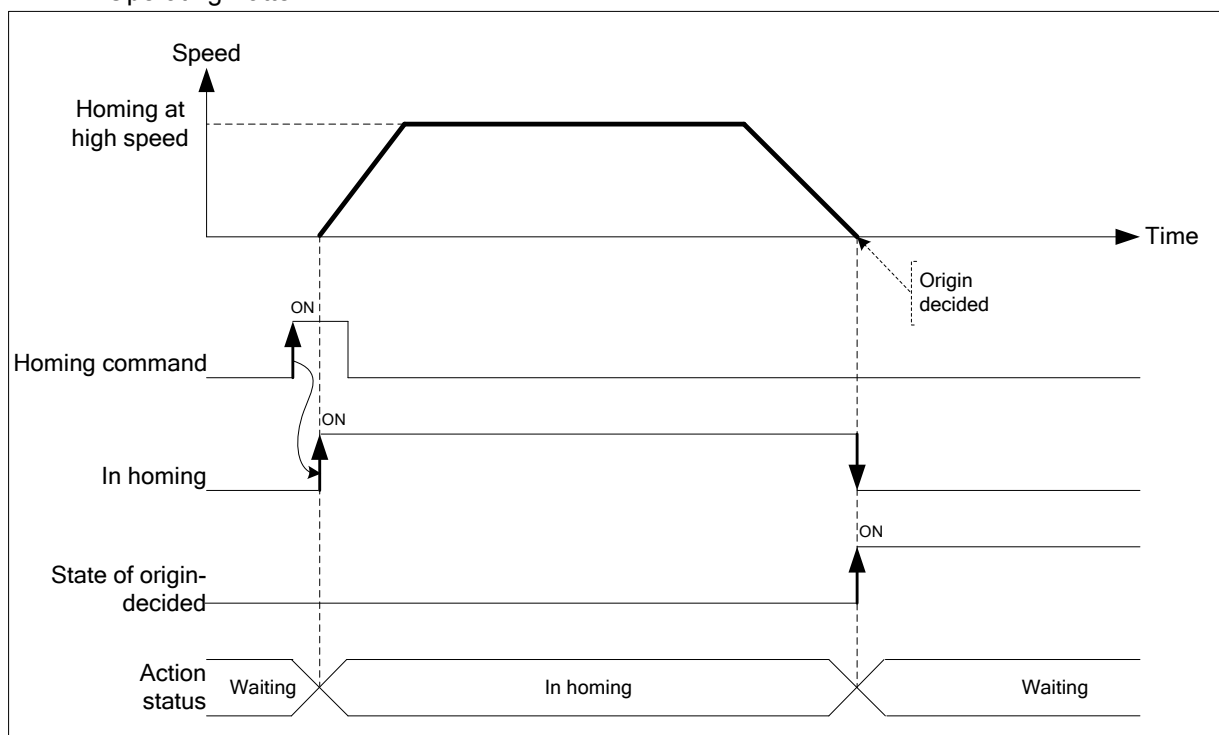 Speed
Homing at
high speed
Time
Origin
decided
ON
Homing command
ON
In homing
ON
State of origin-
decided
Action
status
Waiting
In homing
Waiting